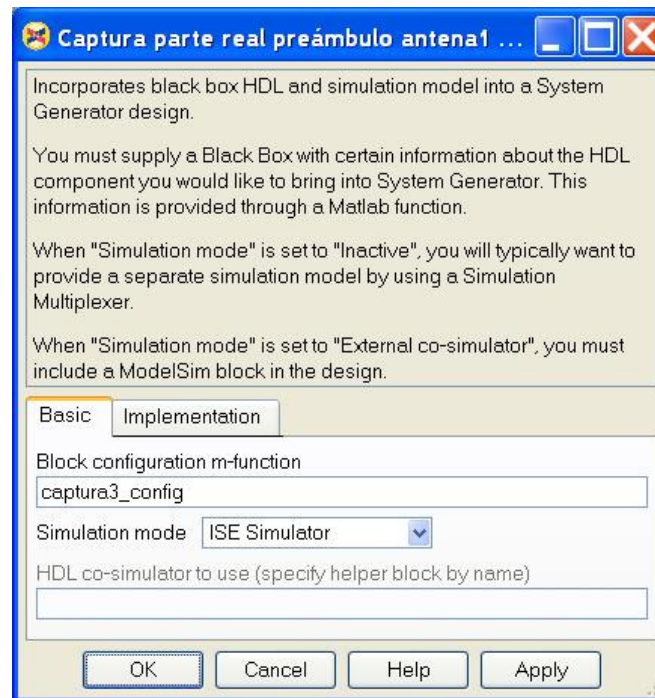 Captura parte real preámbulo antena1 ...
Incorporates black box HDL and simulation model into a System
Generator design.
You must supply a Black Box with certain information about the HDL
component you would like to bring into System Generator. This
information is provided through a Matlab function.
When "Simulation mode" is set to "Inactive", you will typically want to
provide a separate simulation model by using a Simulation
Multiplexer.
When "Simulation mode" is set to "External co-simulator", you must
include a ModelSim block in the design.
Basic Implementation
Block configuration m-function
captura3_config
Simulation mode ISE Simulator
HDL co-simulator to use (specify helper block by name)
OK Cancel Help Apply